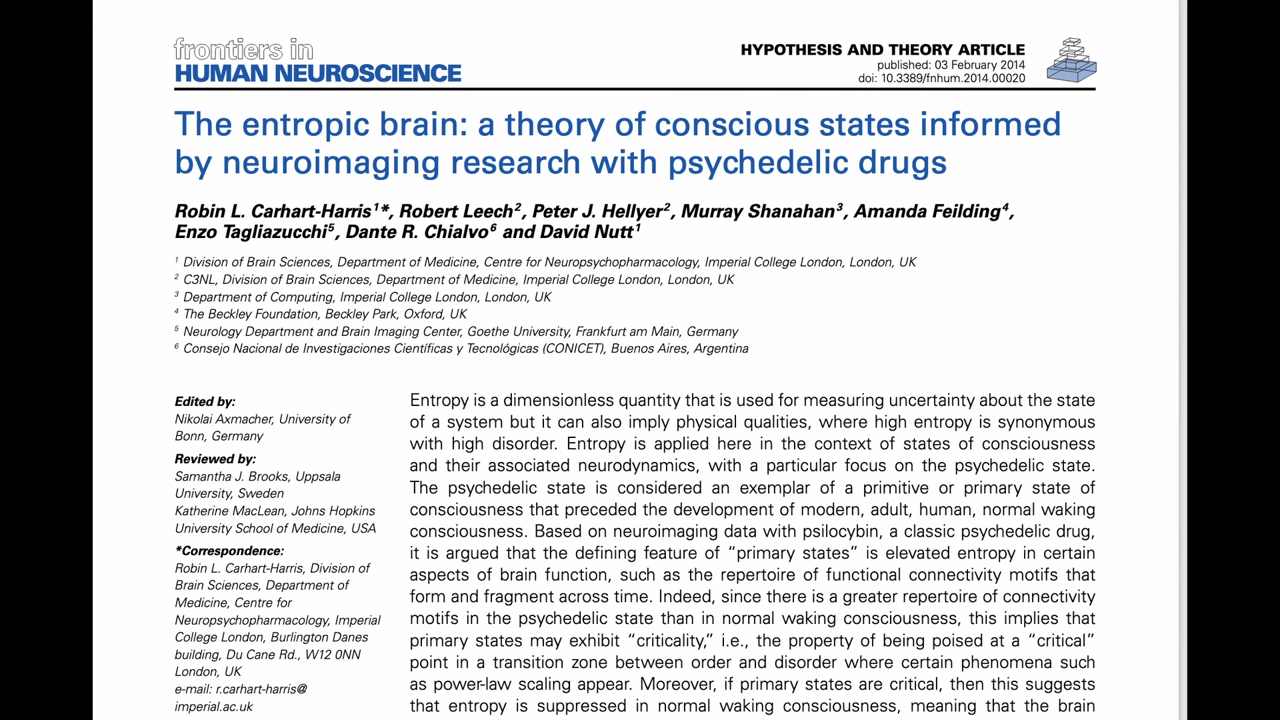 frontiers in
HUMAN NEUROSCIENCE
HYPOTHESIS AND THEORY ARTICLE
published: 03 February 2014
doi: 10.3389/fnhum.2014.00020
The entropic brain: a theory of conscious states informed
by neuroimaging research with psychedelic drugs
Robin L. Carhart-Harris¹*, Robert Leech², Peter J. Hellyer², Murray Shanahan³, Amanda Feilding⁴,
Enzo Tagliazucchi⁵, Dante R. Chialvo⁶ and David Nutt¹
¹ Division of Brain Sciences, Department of Medicine, Centre for Neuropsychopharmacology, Imperial College London, London, UK
² C3NL, Division of Brain Sciences, Department of Medicine, Imperial College London, London, UK
³ Department of Computing, Imperial College London, London, UK
⁴ The Beckley Foundation, Beckley Park, Oxford, UK
⁵ Neurology Department and Brain Imaging Center, Goethe University, Frankfurt am Main, Germany
⁶ Consejo Nacional de Investigaciones Científicas y Tecnológicas (CONICET), Buenos Aires, Argentina
Edited by:
Nikolai Axmacher, University of
Bonn, Germany
Reviewed by:
Samantha J. Brooks, Uppsala
University, Sweden
Katherine MacLean, Johns Hopkins
University School of Medicine, USA
*Correspondence:
Robin L. Carhart-Harris, Division of
Brain Sciences, Department of
Medicine, Centre for
Neuropsychopharmacology, Imperial
College London, Burlington Danes
building, Du Cane Rd., W12 0NN
London, UK
e-mail: r.carhart-harris@
imperial.ac.uk
Entropy is a dimensionless quantity that is used for measuring uncertainty about the state
of a system but it can also imply physical qualities, where high entropy is synonymous
with high disorder. Entropy is applied here in the context of states of consciousness
and their associated neurodynamics, with a particular focus on the psychedelic state.
The psychedelic state is considered an exemplar of a primitive or primary state of
consciousness that preceded the development of modern, adult, human, normal waking
consciousness. Based on neuroimaging data with psilocybin, a classic psychedelic drug,
it is argued that the defining feature of “primary states” is elevated entropy in certain
aspects of brain function, such as the repertoire of functional connectivity motifs that
form and fragment across time. Indeed, since there is a greater repertoire of connectivity
motifs in the psychedelic state than in normal waking consciousness, this implies that
primary states may exhibit “criticality,” i.e., the property of being poised at a “critical”
point in a transition zone between order and disorder where certain phenomena such
as power-law scaling appear. Moreover, if primary states are critical, then this suggests
that entropy is suppressed in normal waking consciousness, meaning that the brain